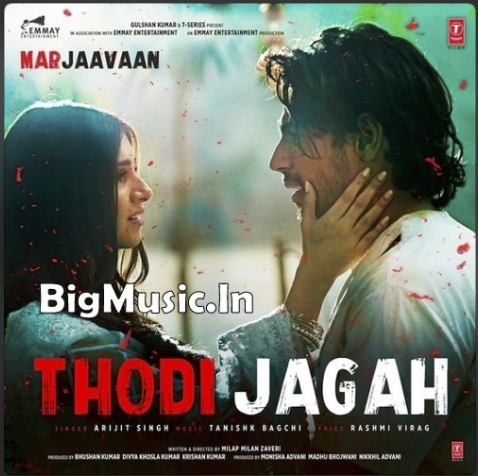 EMMAY
ENTERTAINMENT
GULSHAN KUMAR & T-SERIES PRESENT
IN ASSOCIATION WITH EMMAY ENTERTAINMENT AN EMMAY ENTERTAINMENT PRODUCTION
T
FILMS
MARJAAVAAN
BigMusic.In
THODI JAGAH
SINGER ARIJIT SINGH MUSIC TANISHK BAGCHI LYRICS RASHMI VIRAG
WRITTEN & DIRECTED BY MILAP MILAN ZAVERI
PRODUCED BY BHUSHAN KUMAR DIVYA KHOSLA KUMAR KRISHAN KUMAR PRODUCED BY MONISHA ADVANI MADHU BHOJWANI NIKKHIL ADVANI
T